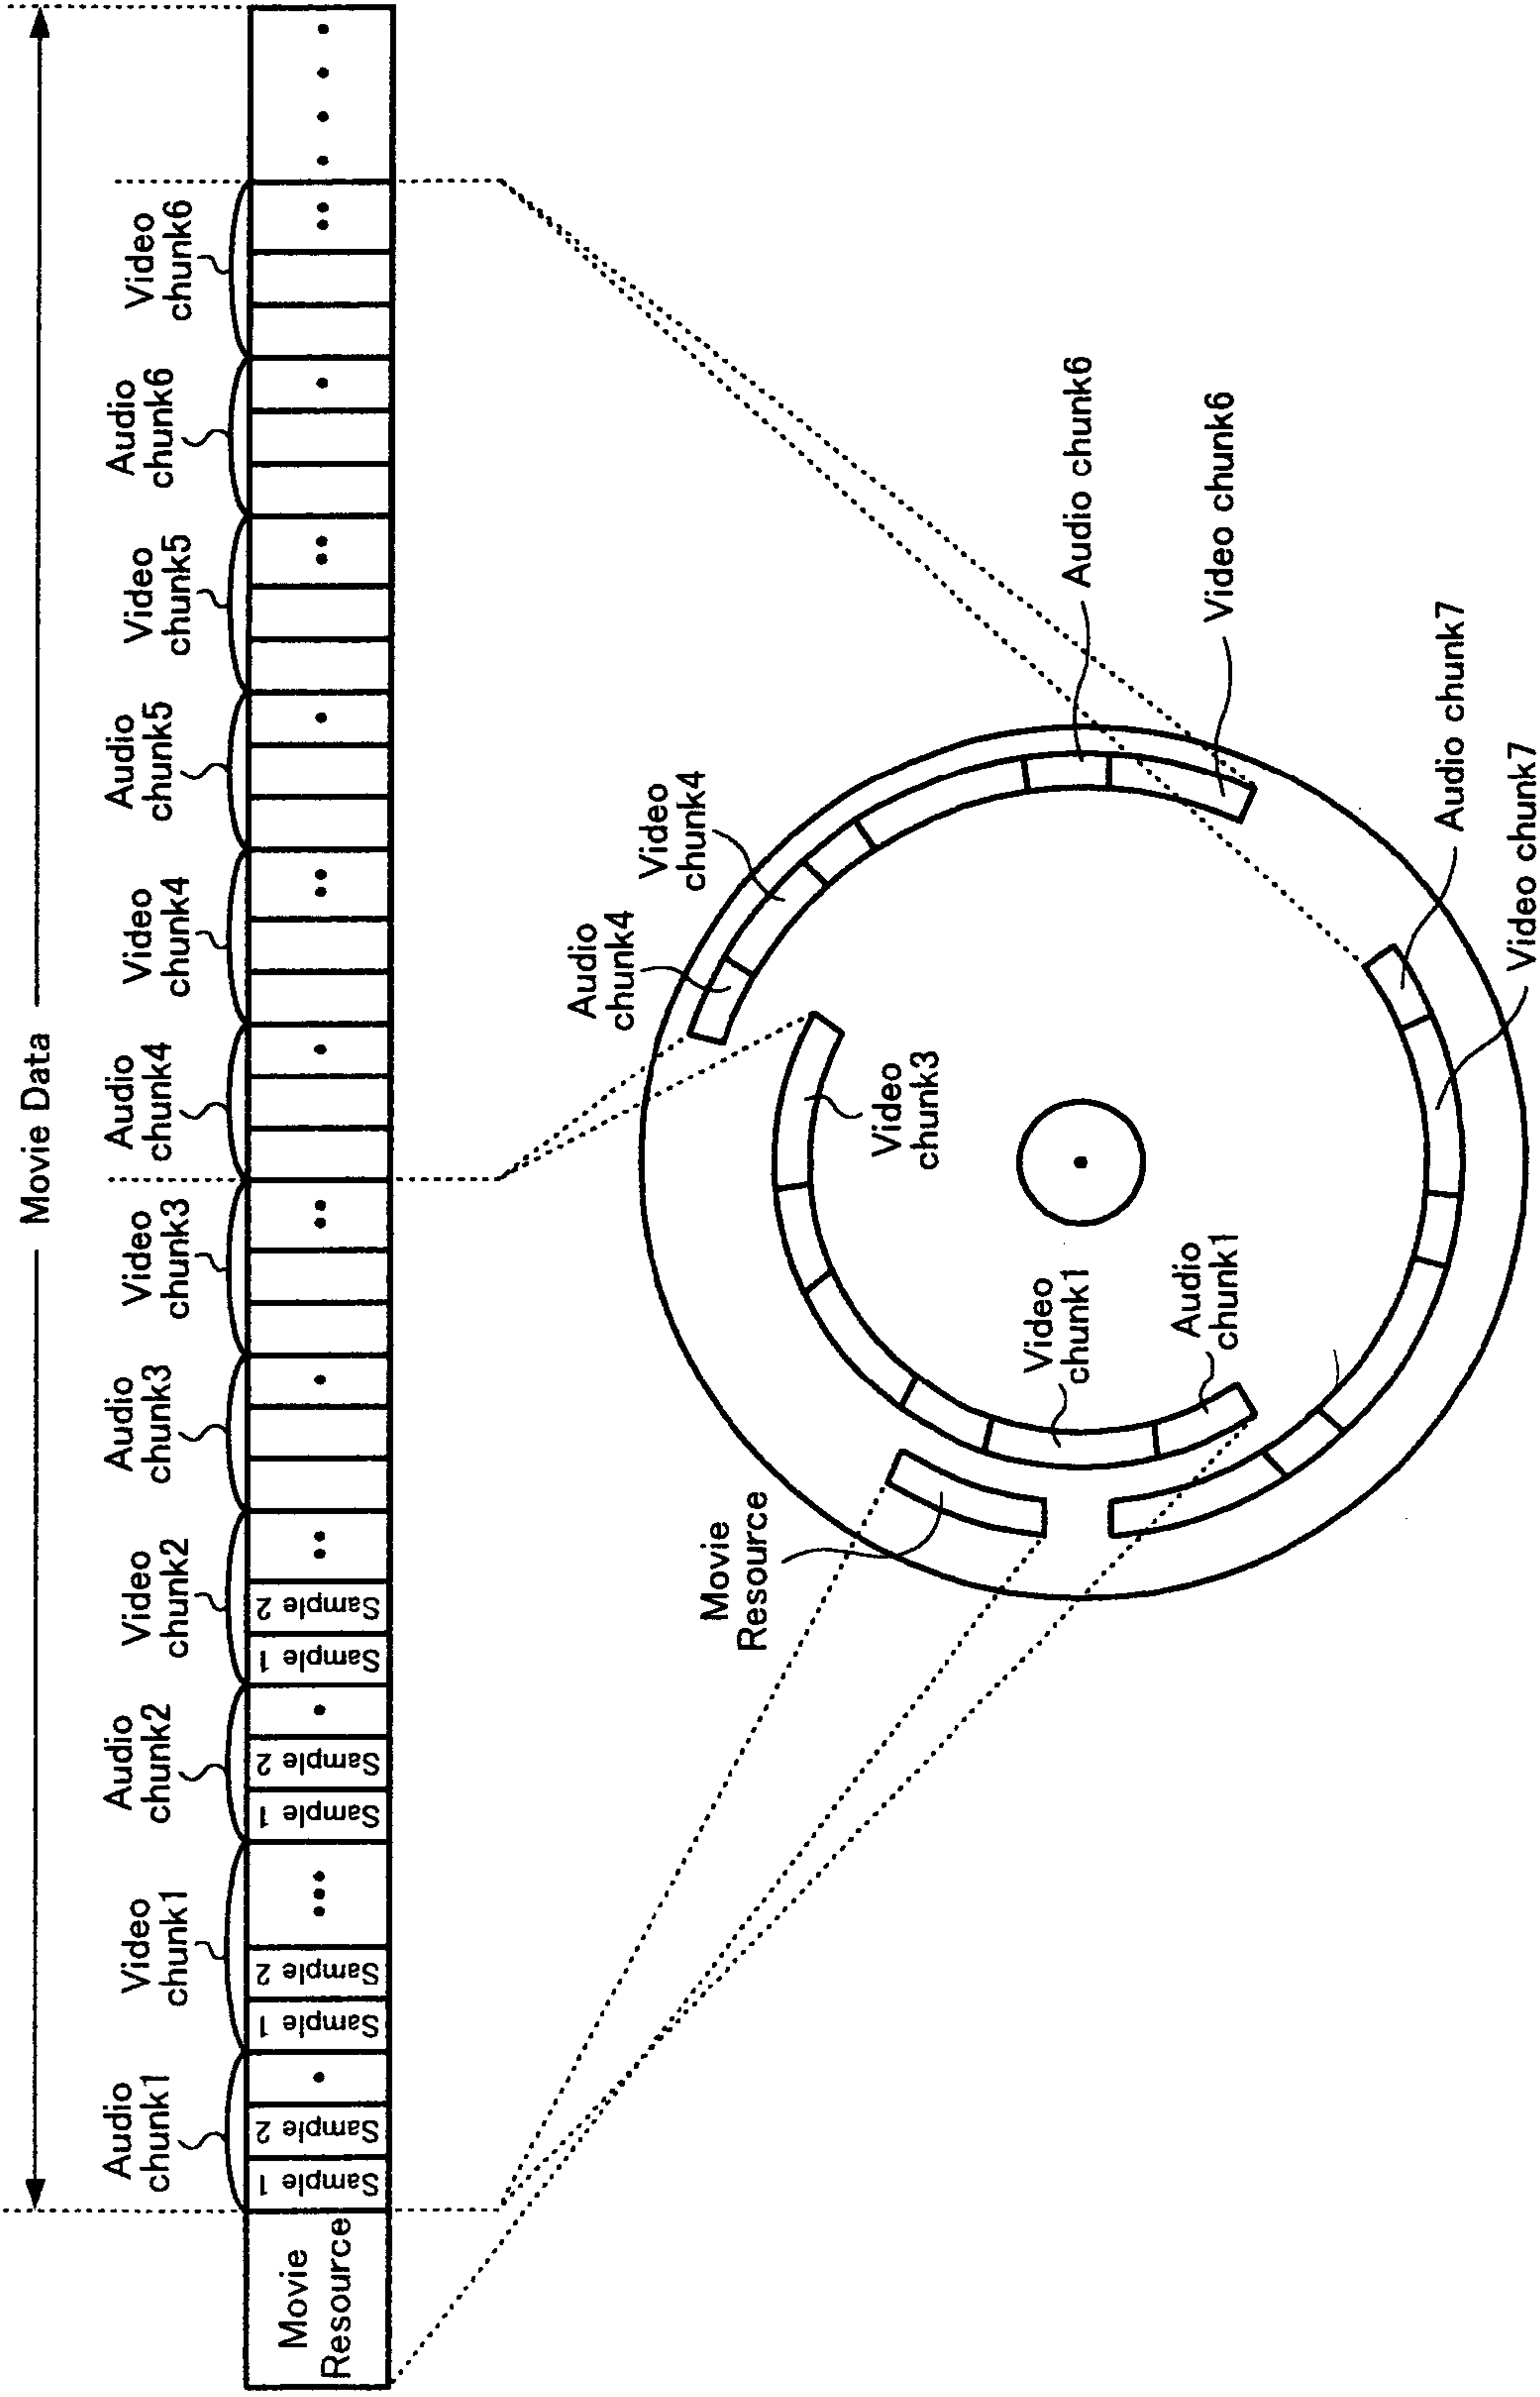 Movie Data
Audio
chunk1
Video
chunk1
Audio
chunk2
Video
chunk2
Audio
chunk3
Video
chunk3
Audio
chunk4
Video
chunk4
Audio
chunk5
Video
chunk5
Audio
chunk6
Video
chunk6
Movie
Resource
Sample 1
Sample 2
Sample 1
Sample 2
Sample 1
Sample 2
Sample 1
Sample 2
Movie
Resource
Audio
chunk4
Video
chunk4
Video
chunk3
Video
chunk1
Audio
chunk1
Audio chunk6
Video chunk6
Audio chunk7
Video chunk7